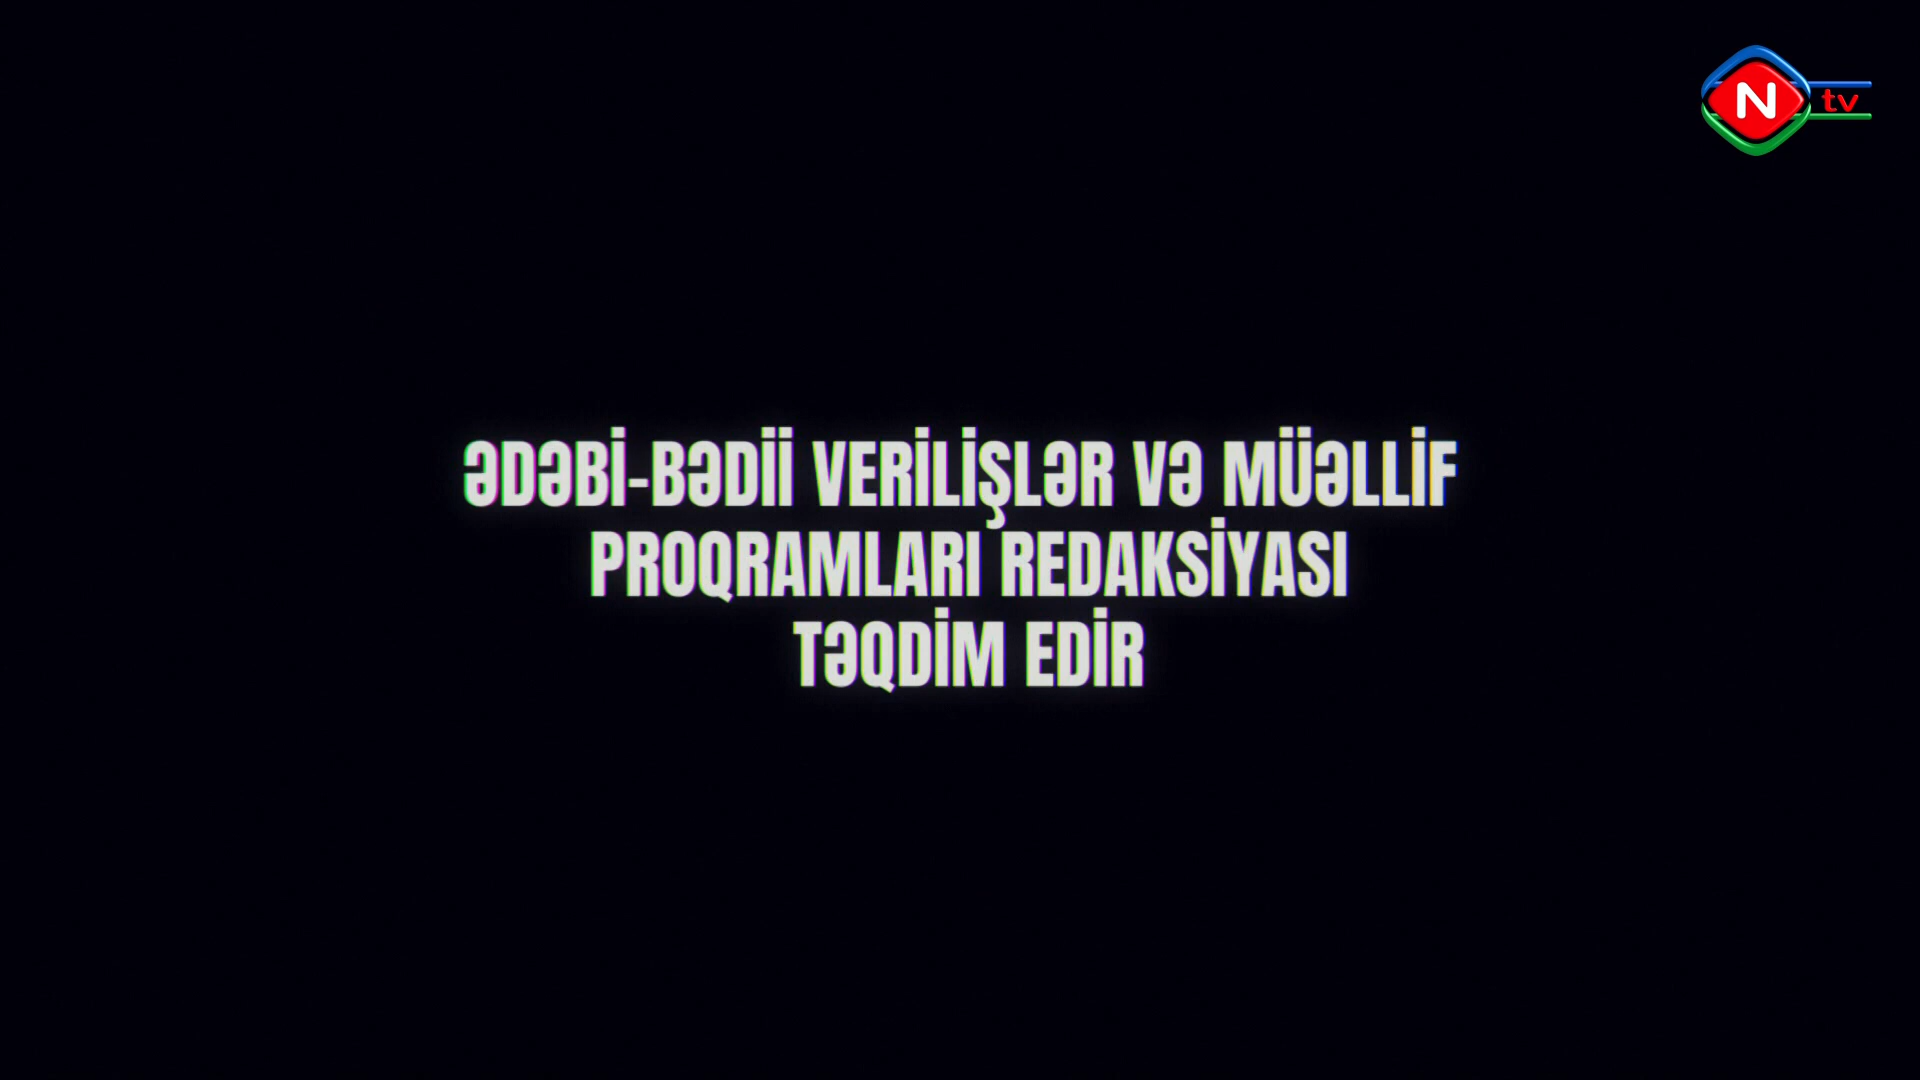 N tv
ƏDƏBİ-BƏDİİ VERİLİŞLƏR VƏ MÜƏLLİF
PROQRAMLARI REDAKSİYASI
TƏQDİM EDİR